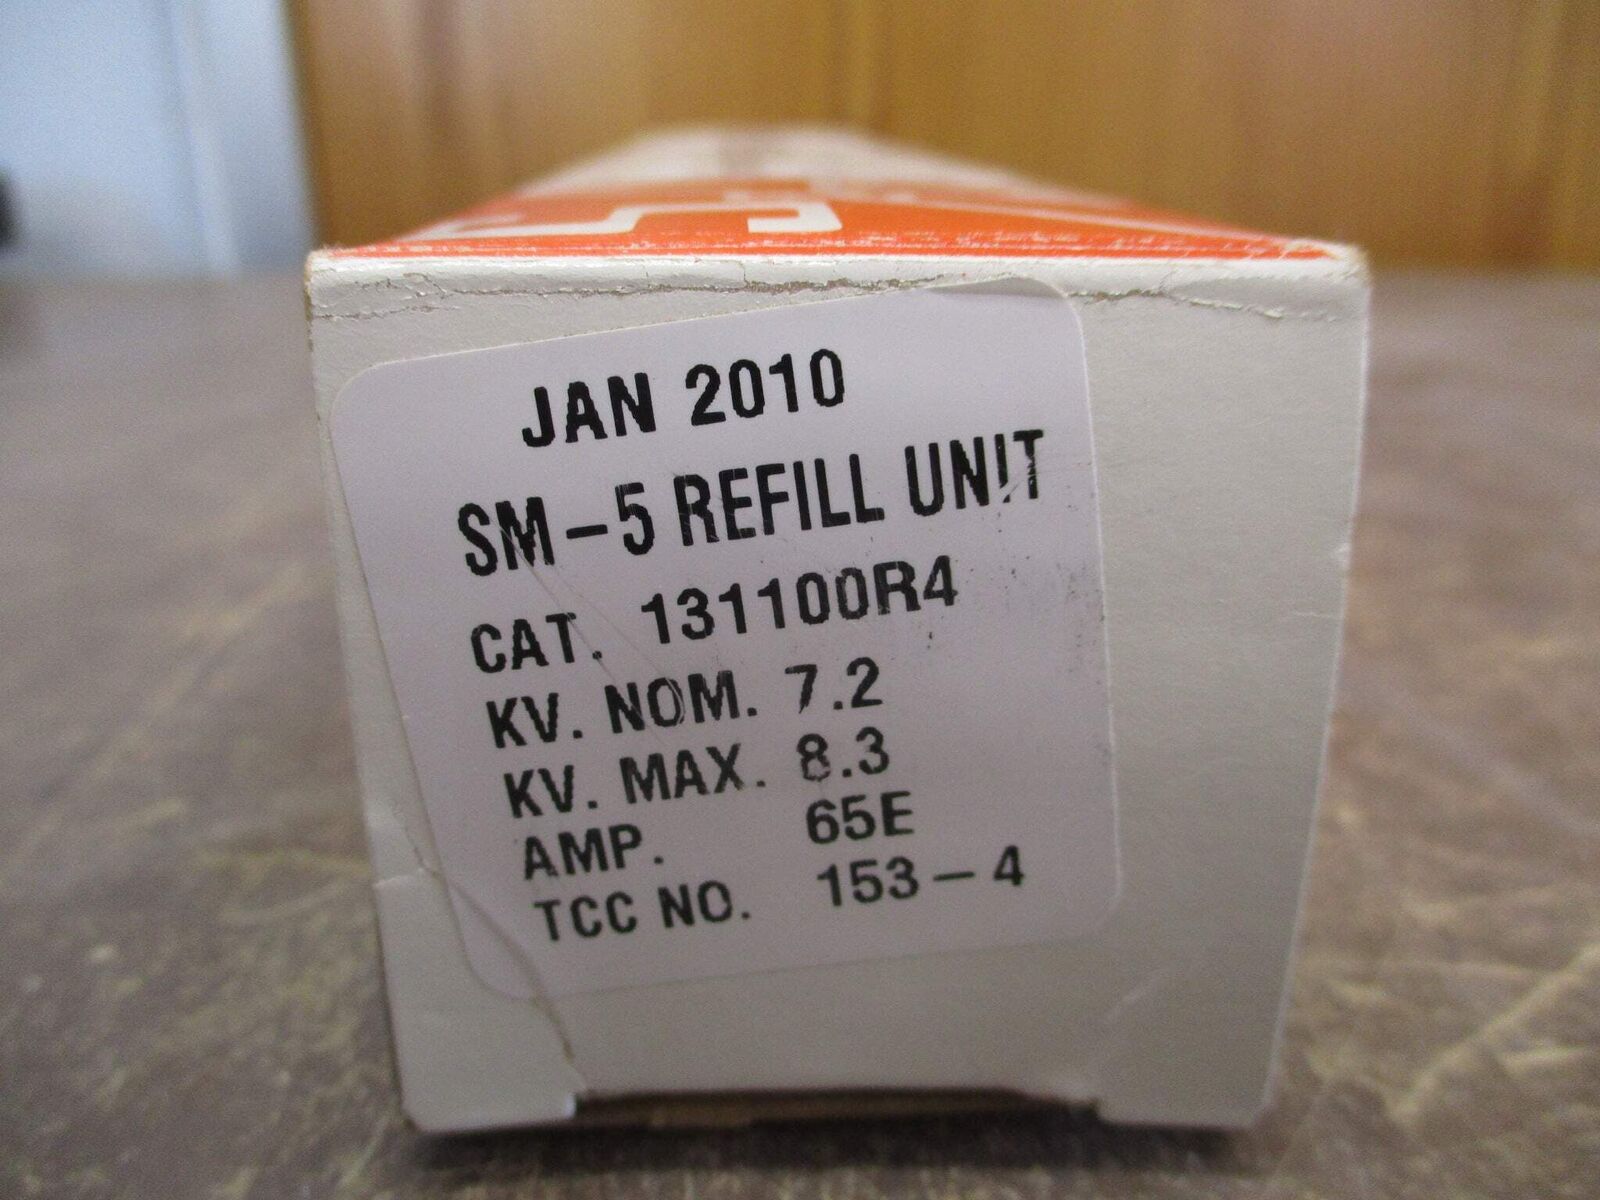 JAN 2010
SM-5 REFILL UNIT
CAT. 131100R4
KV. NOM. 7.2
KV. MAX. 8.3
AMP. 65E
TCC NO. 153-4